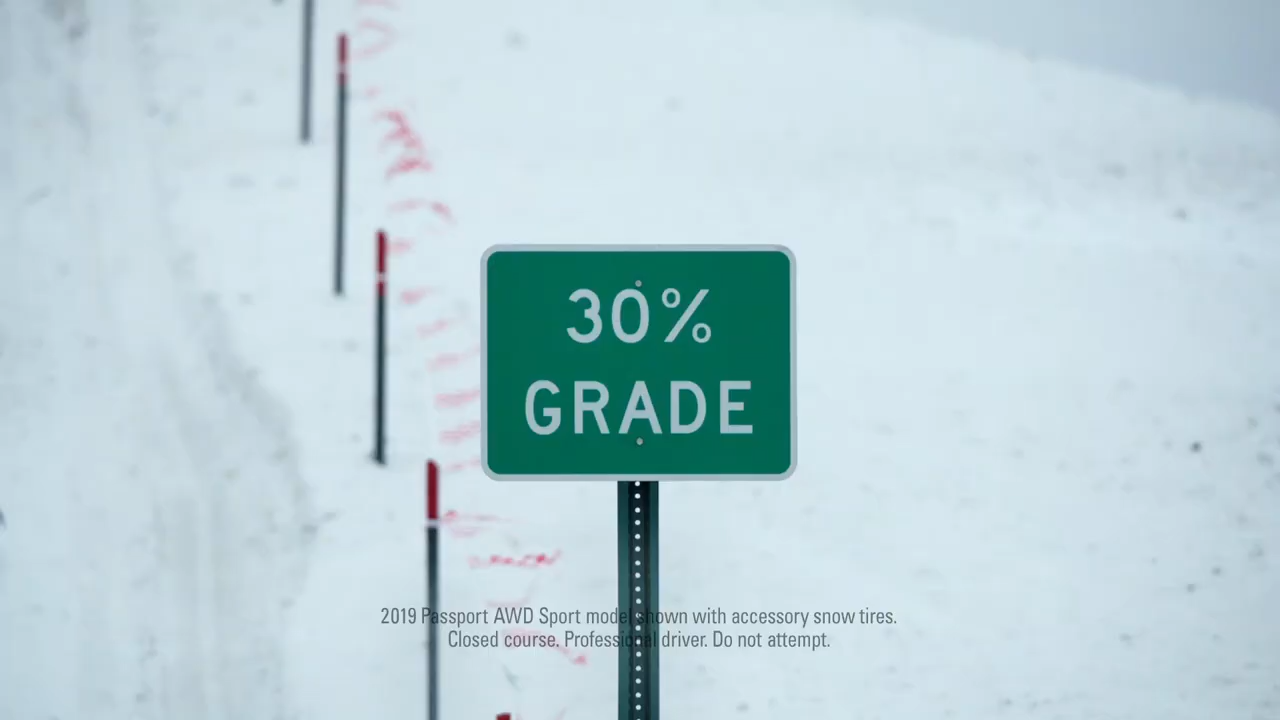 30%
GRADE
2019 Passport AWD Sport model shown with accessory snow tires.
Closed course. Professional driver. Do not attempt.